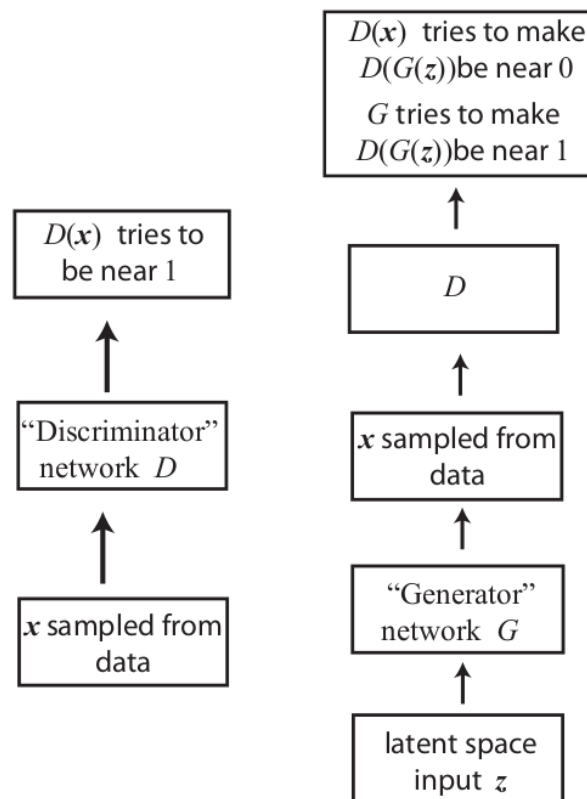 D(x) tries to
be near 1
“Discriminator”
network D
x sampled from
data
D(x) tries to make
D(G(z))be near 0
G tries to make
D(G(z))be near 1
D
x sampled from
data
“Generator”
network G
latent space
input z